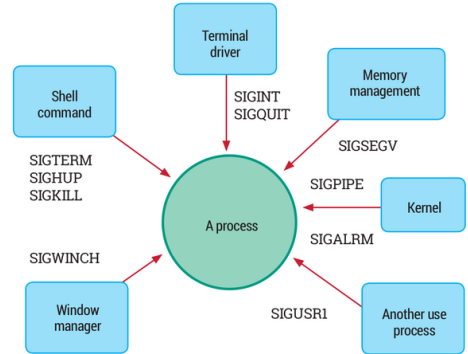 Terminal
driver
Shell
command
Memory
management
SIGINT
SIGQUIT
SIGTERM
SIGHUP
SIGKILL
SIGSEGV
SIGPIPE
Kernel
A process
SIGALRM
SIGWINCH
Window
manager
SIGUSR1
Another use
process